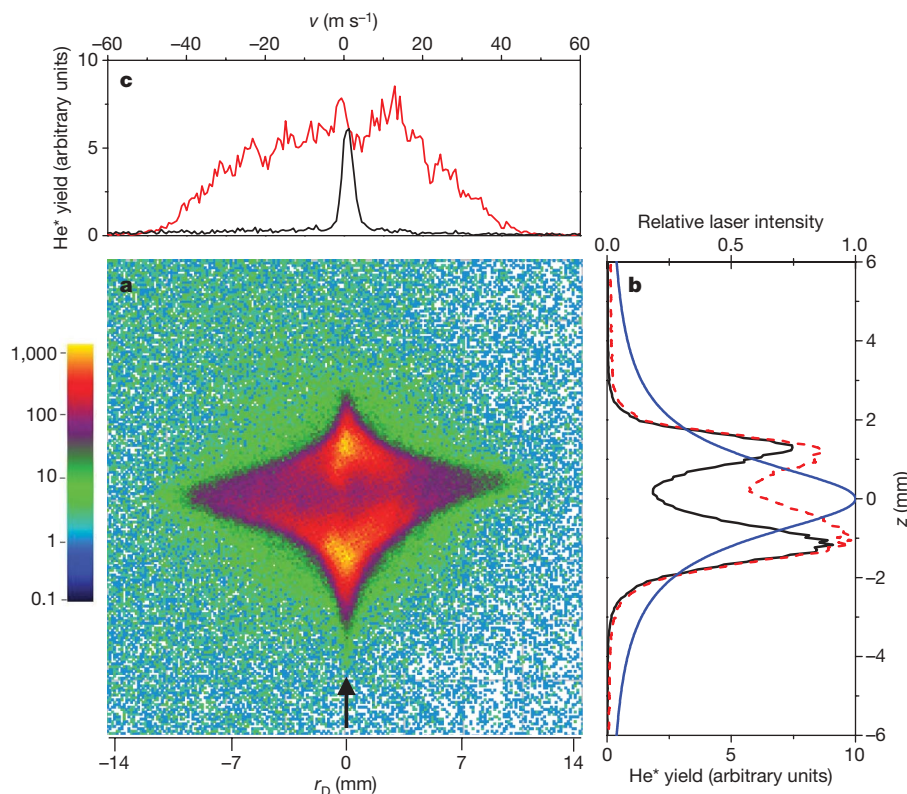 v (m s⁻¹)
−60 −40 −20 0 20 40 60
c
He* yield (arbitrary units)
10
5
0
Relative laser intensity
0.0 0.5 1.0
a
b
1,000
100
10
1
0.1
6
4
2
0
−2
−4
−6
z (mm)
−14 −7 0 7 14
r_D (mm)
0 5 10
He* yield (arbitrary units)